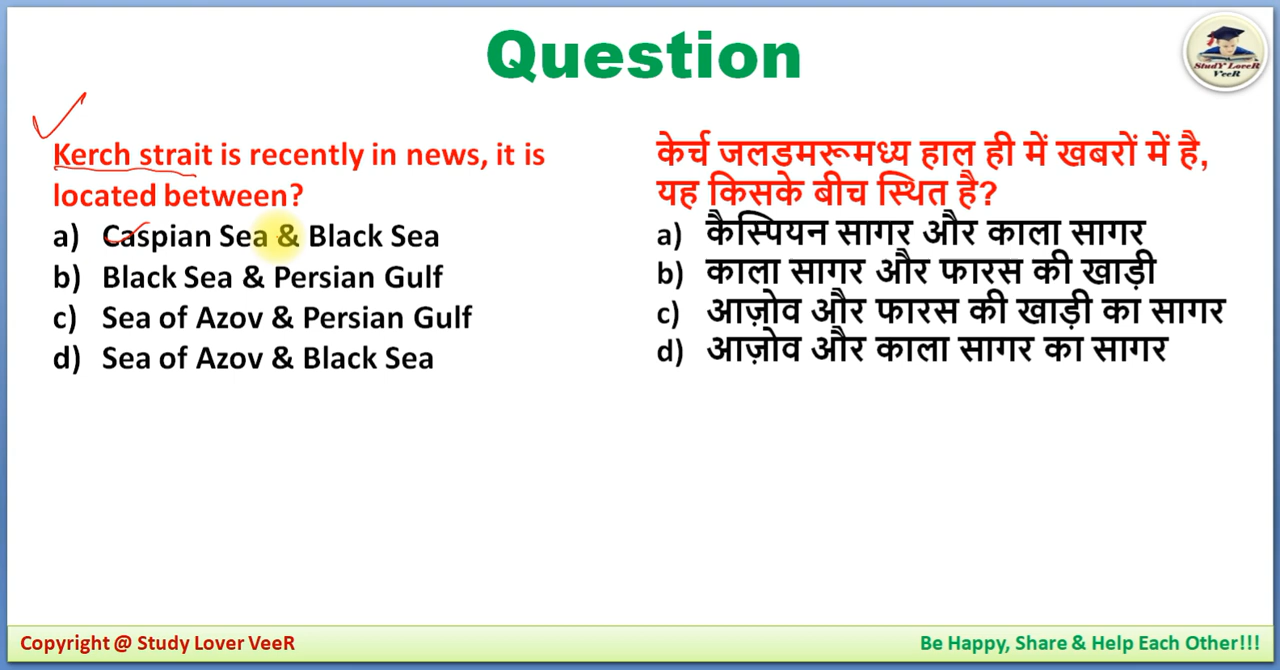 Question
StudY LoveR
VeeR
Kerch strait is recently in news, it is
located between?
a) Caspian Sea & Black Sea
b) Black Sea & Persian Gulf
c) Sea of Azov & Persian Gulf
d) Sea of Azov & Black Sea
केर्च जलडमरूमध्य हाल ही में खबरों में है,
यह किसके बीच स्थित है?
a) कैस्पियन सागर और काला सागर
b) काला सागर और फारस की खाड़ी
c) आज़ोव और फारस की खाड़ी का सागर
d) आज़ोव और काला सागर का सागर
Copyright @ Study Lover VeeR
Be Happy, Share & Help Each Other!!!